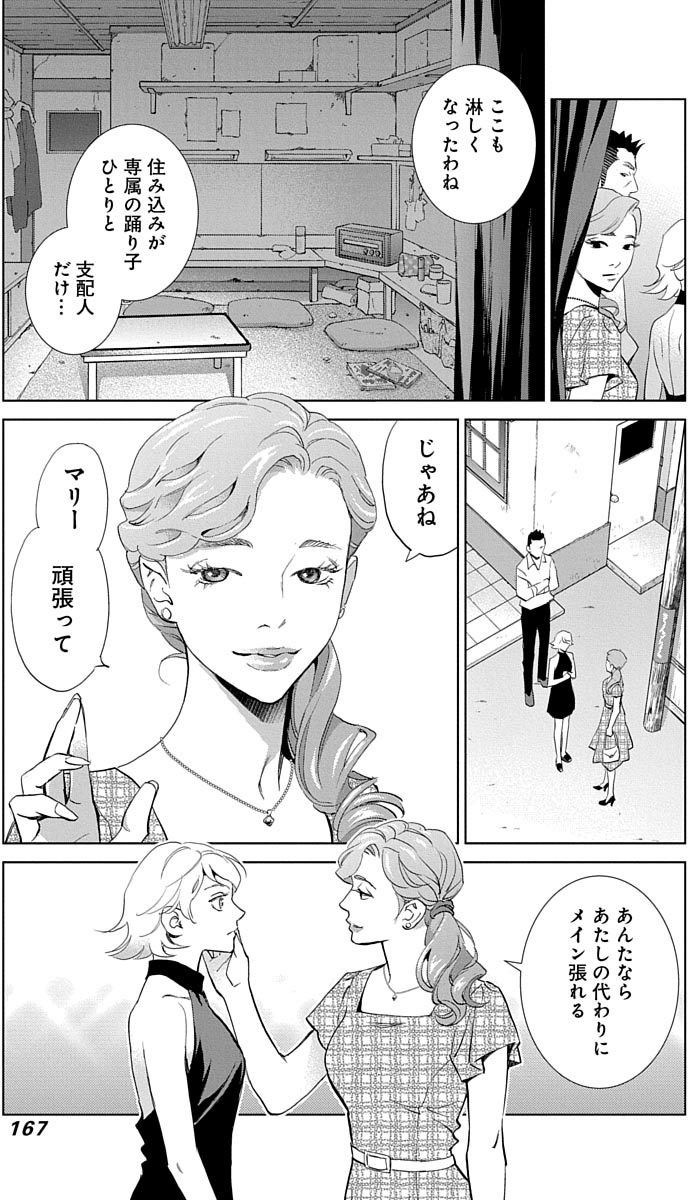 ここも
淋しく
なったわね
住み込みが
専属の踊り子
ひとりと
支配人
だけ…
じゃあね
マリー
頑張って
あんたなら
あたしの代わりに
メイン張れる
167